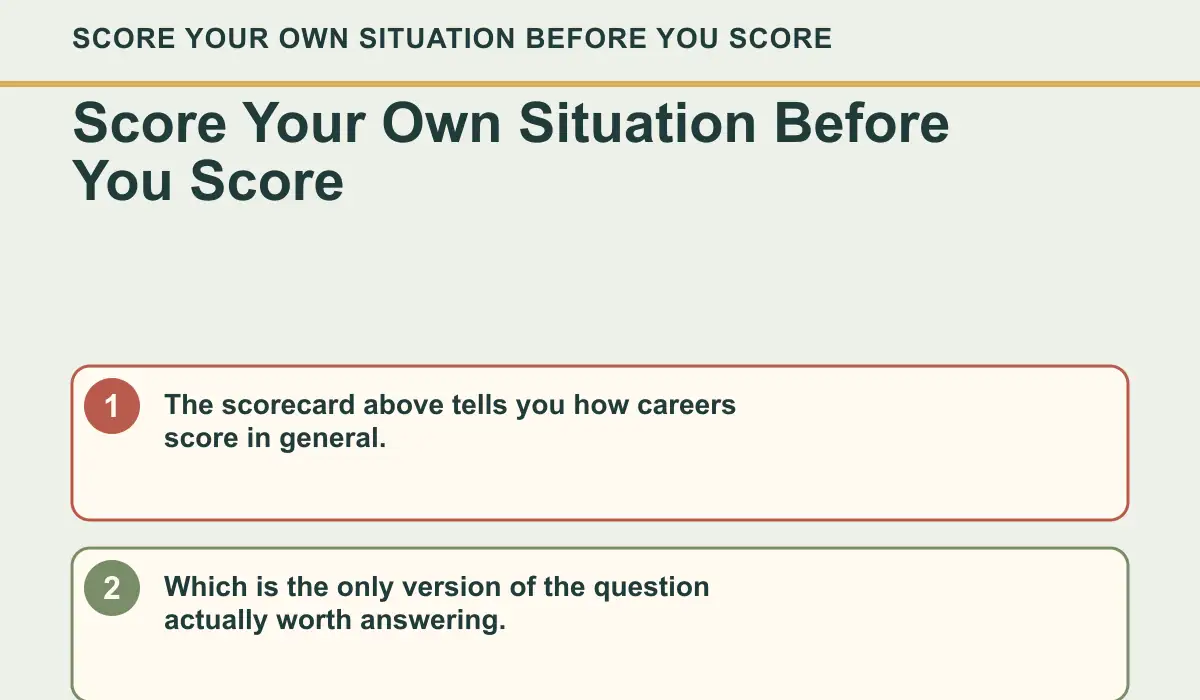 SCORE YOUR OWN SITUATION BEFORE YOU SCORE
Score Your Own Situation Before
You Score
1
The scorecard above tells you how careers
score in general.
2
Which is the only version of the question
actually worth answering.